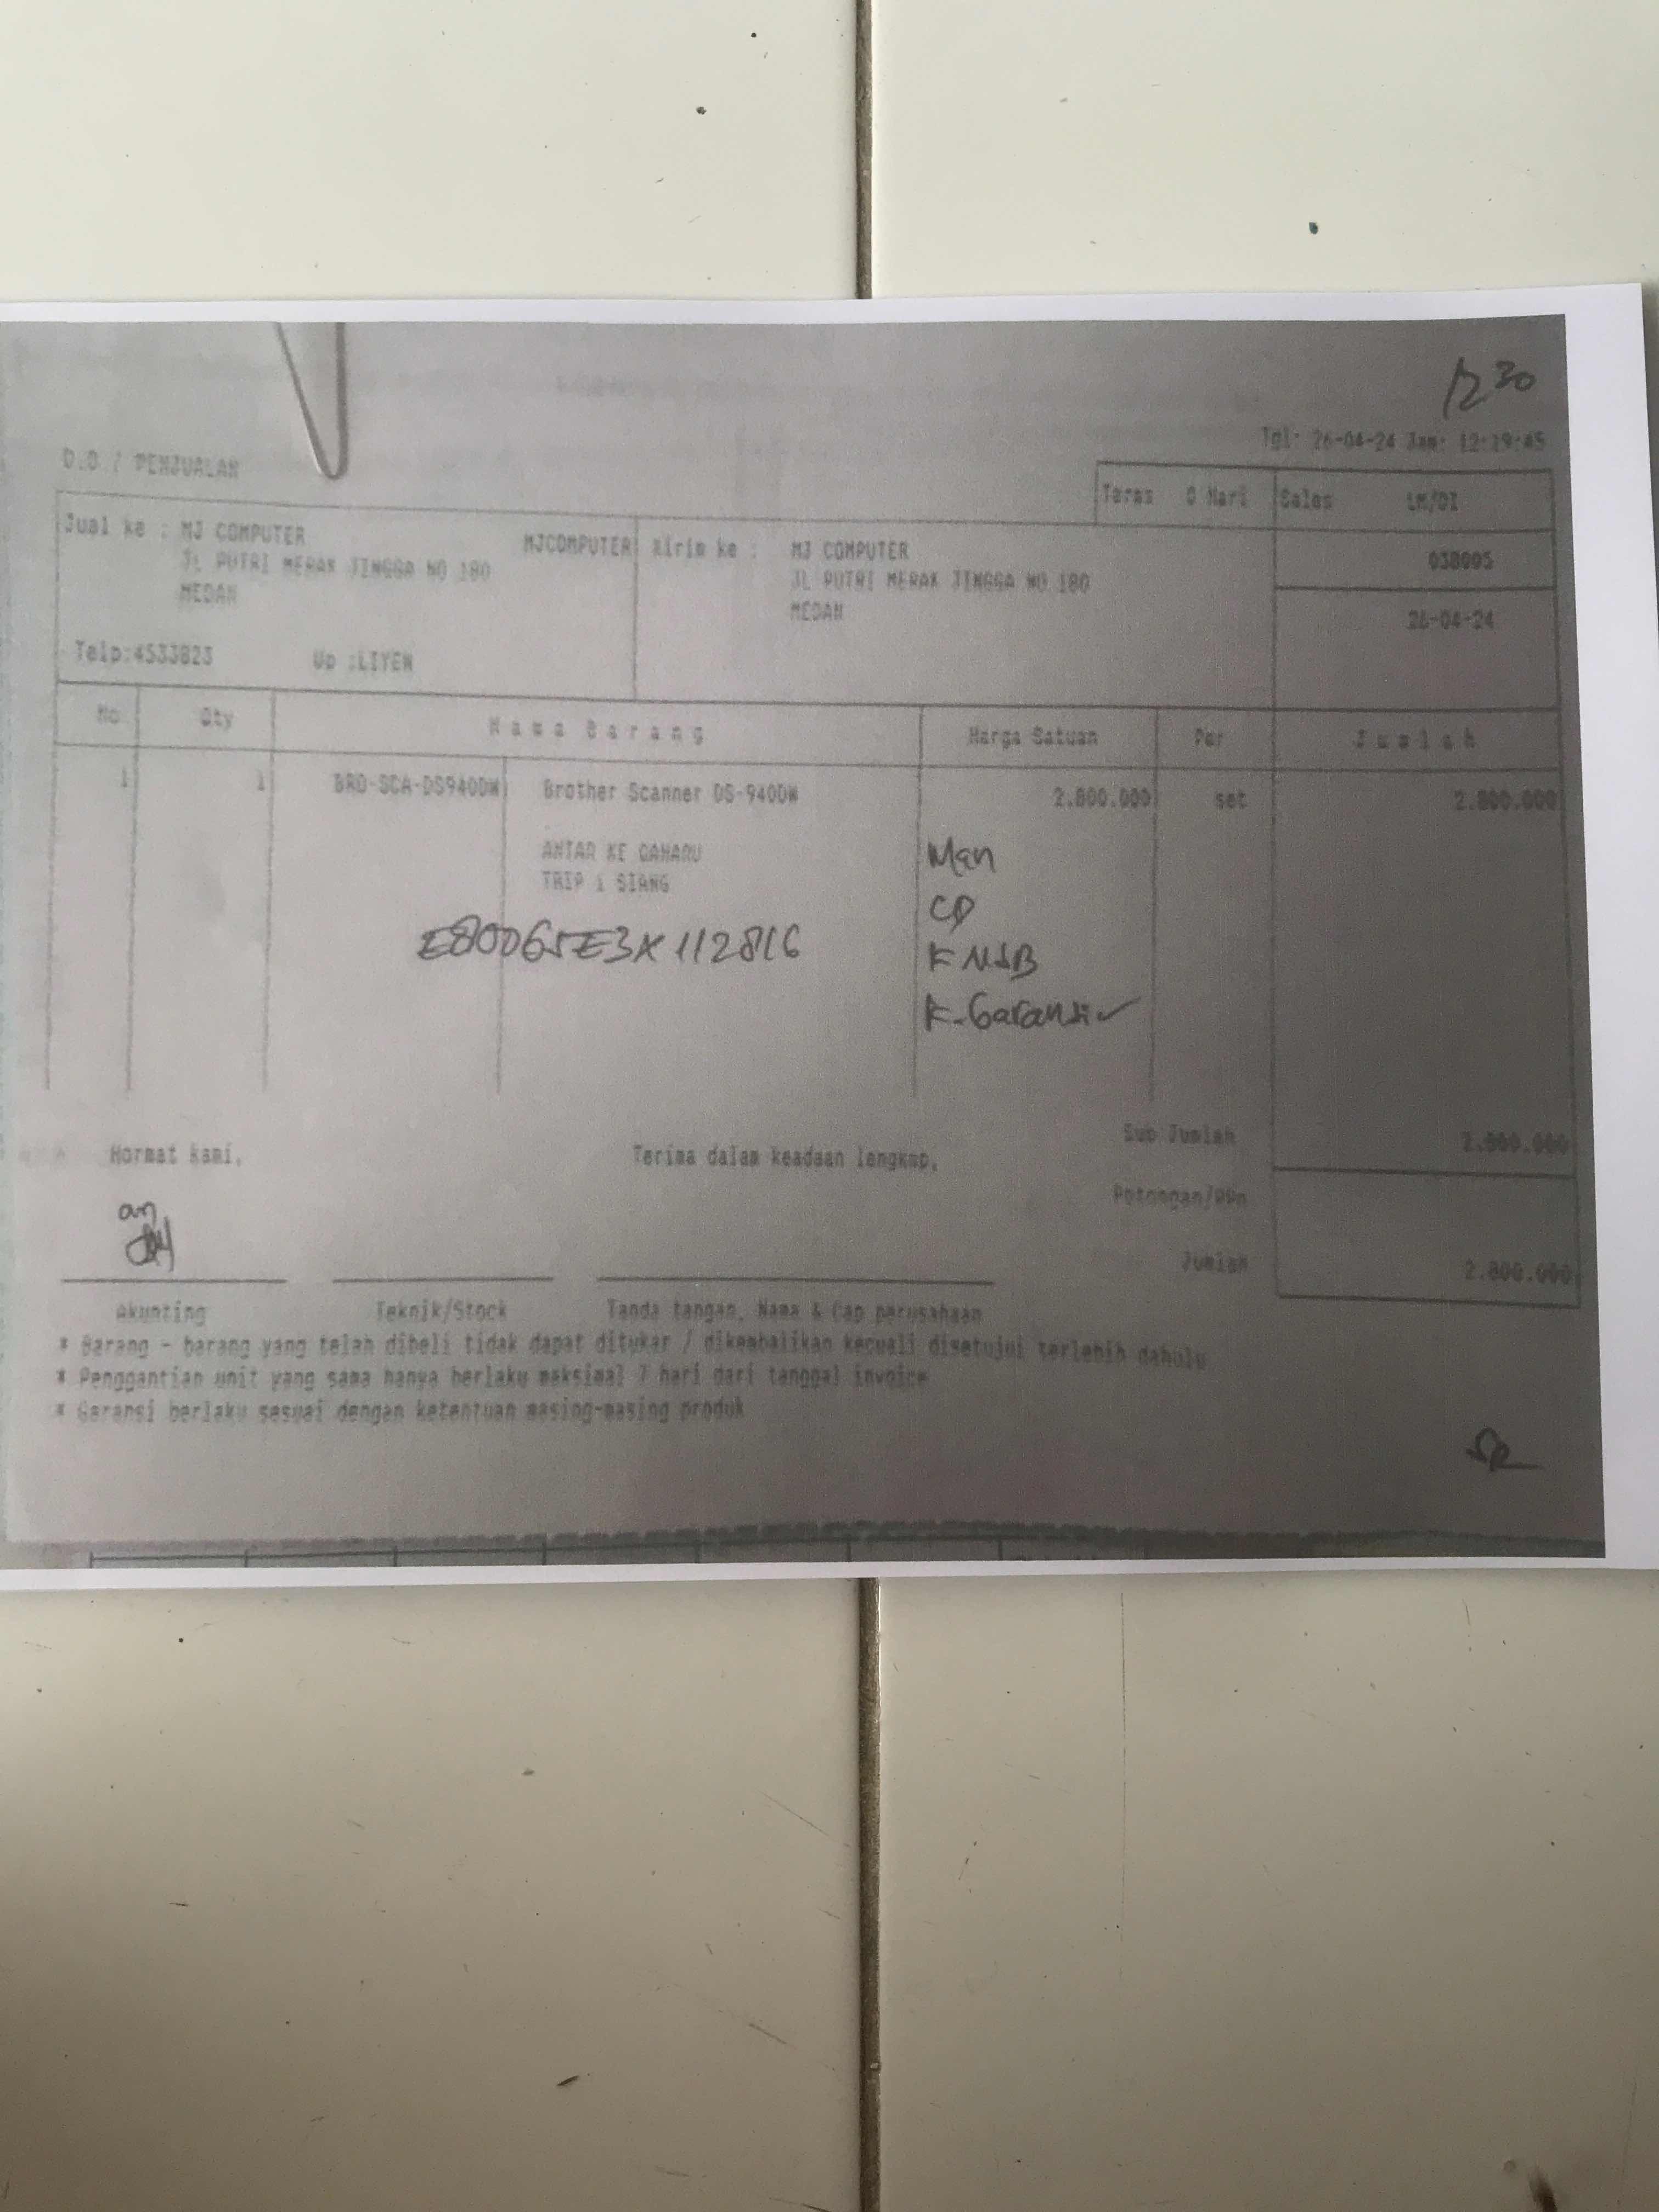 12 30
Tgl: 26-04-24 Jam: 12:19:45
D.O / PENJUALAN
Terms 0 Hari Sales LM/DI
Jual ke : MJ COMPUTER MJCOMPUTER Kirim ke : MJ COMPUTER 038005
JL PUTRI MERAK JINGGA NO 180 JL PUTRI MERAK JINGGA NO 180
MEDAN MEDAN 26-04-24
Telp:4533823 Up :LIYEN
No Qty Nama Barang Harga Satuan Per Jumlah
1 1 BRO-SCA-DS940DW Brother Scanner DS-940DW 2.800.000 set 2.800.000
ANTAR KE GAHARU Man
TRIP 1 SIANG
CD
E80065E3X112816
K USB
K. Garansi ✓
Sub Jumlah 2.800.000
Hormat kami, Terima dalam keadaan lengkap,
Potongan/PPn
an
Jumlah 2.800.000
Akunting Teknik/Stock Tanda tangan, Nama & Cap perusahaan
* Barang - barang yang telah dibeli tidak dapat ditukar / dikembalikan kecuali disetujui terlebih dahulu
* Penggantian unit yang sama hanya berlaku maksimal 7 hari dari tanggal invoice
* Garansi berlaku sesuai dengan ketentuan masing-masing produk